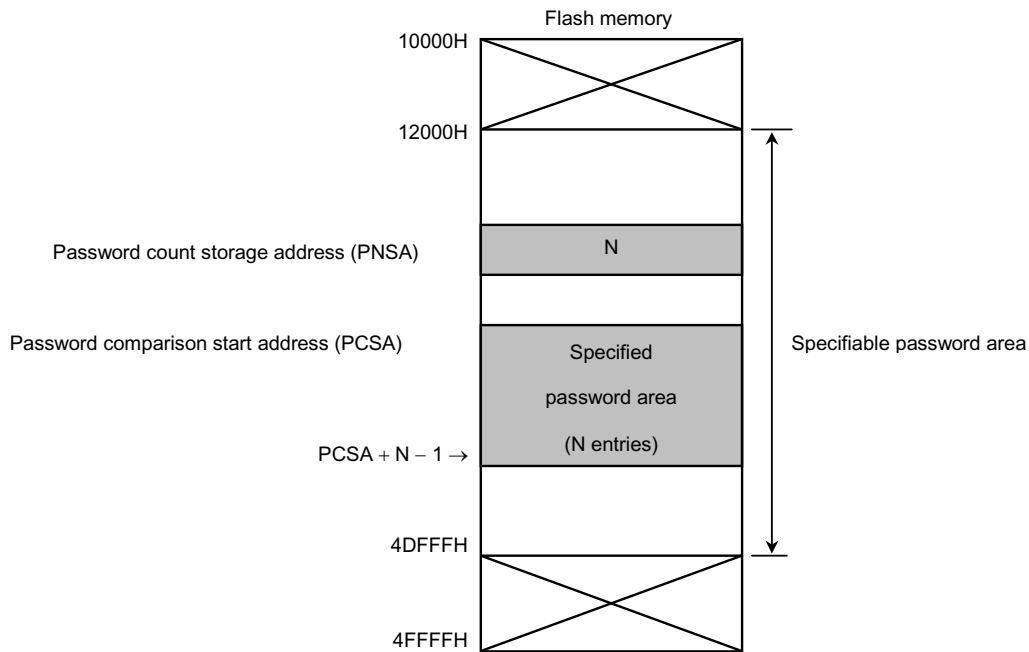 Flash memory
10000H
12000H
Password count storage address (PNSA)
N
Password comparison start address (PCSA)
Specified
password area
(N entries)
Specifiable password area
PCSA + N − 1 →
4DFFFH
4FFFFH